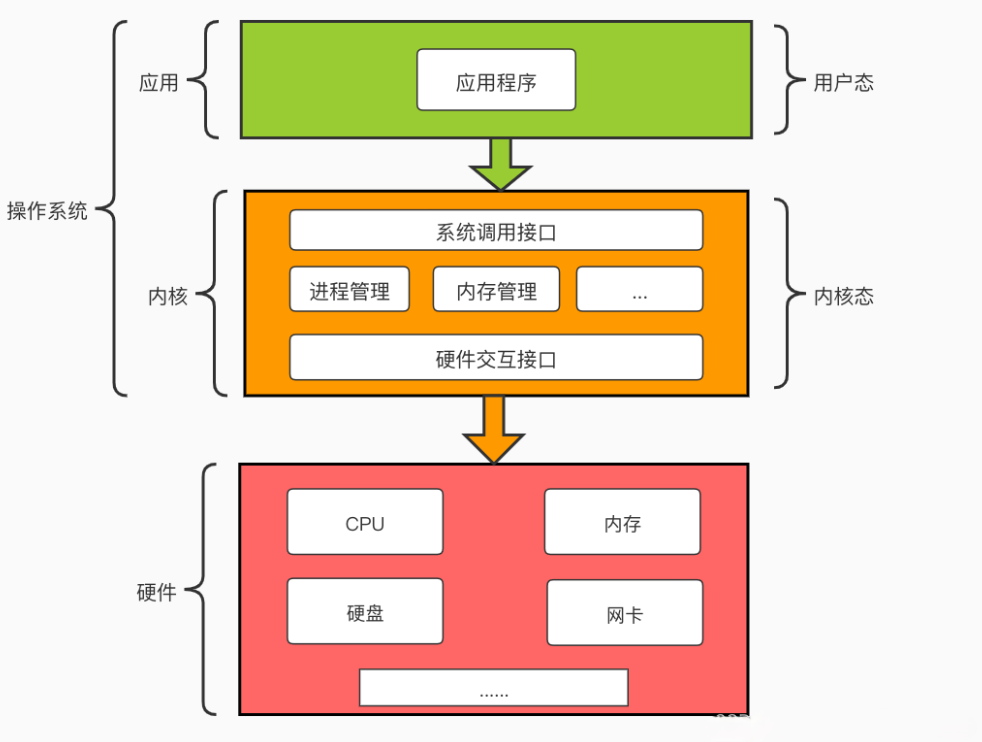 应用
应用程序
用户态
操作系统
系统调用接口
进程管理
内存管理
...
内核
内核态
硬件交互接口
CPU
内存
硬件
硬盘
网卡
......